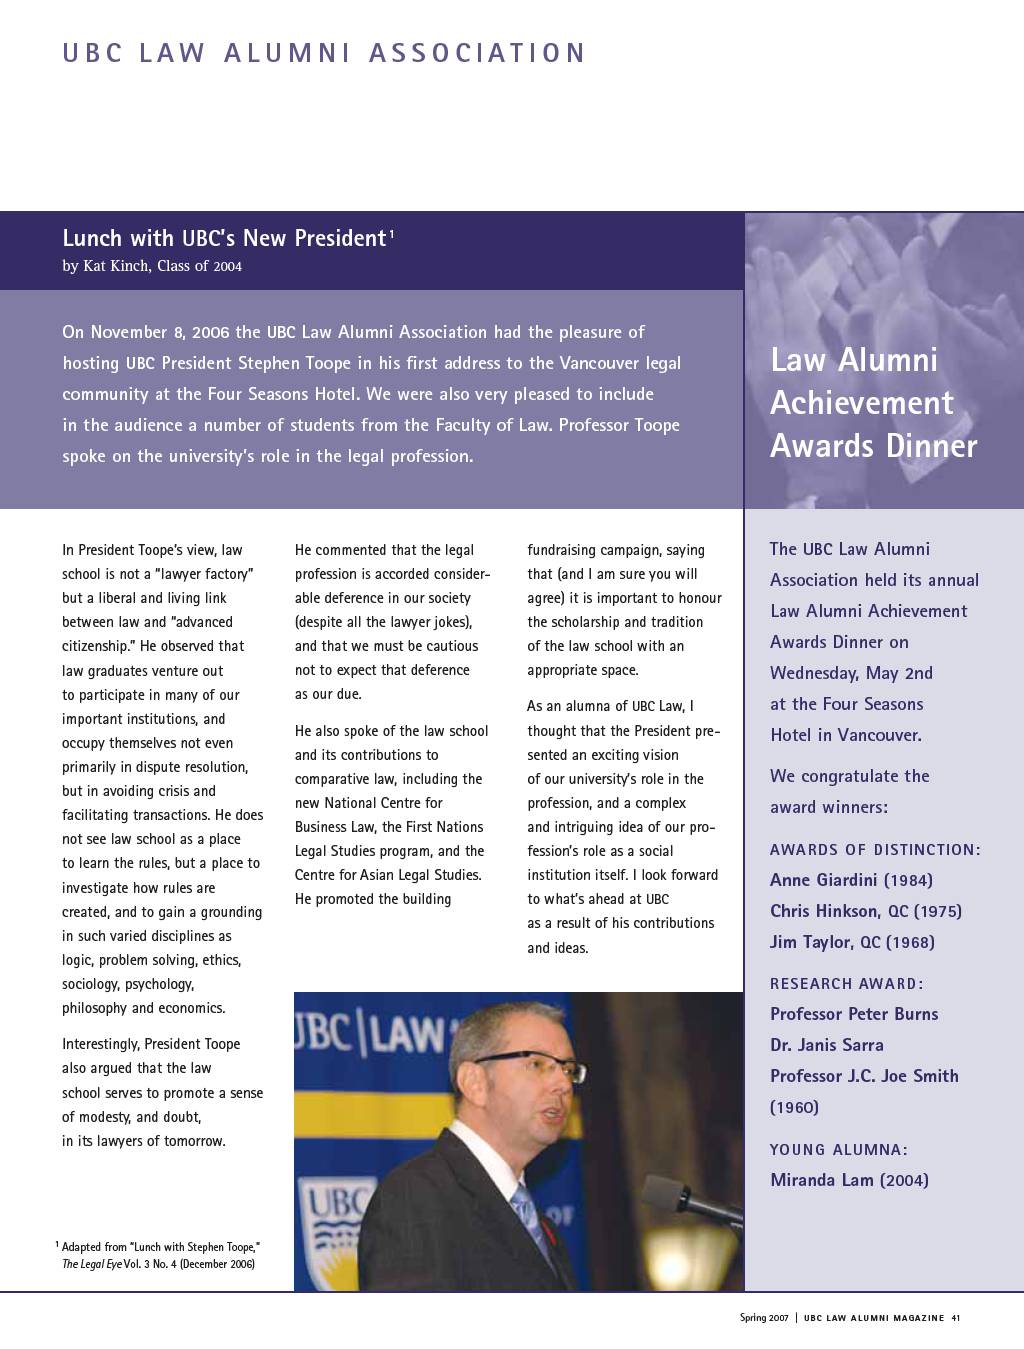 UBC LAW ALUMNI ASSOCIATION
Lunch with UBC's New President¹
by Kat Kinch, Class of 2004
On November 8, 2006 the UBC Law Alumni Association had the pleasure of
hosting UBC President Stephen Toope in his first address to the Vancouver legal
community at the Four Seasons Hotel. We were also very pleased to include
in the audience a number of students from the Faculty of Law. Professor Toope
spoke on the university's role in the legal profession.
In President Toope's view, law
school is not a "lawyer factory"
but a liberal and living link
between law and "advanced
citizenship." He observed that
law graduates venture out
to participate in many of our
important institutions, and
occupy themselves not even
primarily in dispute resolution,
but in avoiding crisis and
facilitating transactions. He does
not see law school as a place
to learn the rules, but a place to
investigate how rules are
created, and to gain a grounding
in such varied disciplines as
logic, problem solving, ethics,
sociology, psychology,
philosophy and economics.
Interestingly, President Toope
also argued that the law
school serves to promote a sense
of modesty, and doubt,
in its lawyers of tomorrow.
¹ Adapted from "Lunch with Stephen Toope,"
The Legal Eye Vol. 3 No. 4 (December 2006)
He commented that the legal
profession is accorded consider-
able deference in our society
(despite all the lawyer jokes),
and that we must be cautious
not to expect that deference
as our due.
He also spoke of the law school
and its contributions to
comparative law, including the
new National Centre for
Business Law, the First Nations
Legal Studies program, and the
Centre for Asian Legal Studies.
He promoted the building
fundraising campaign, saying
that (and I am sure you will
agree) it is important to honour
the scholarship and tradition
of the law school with an
appropriate space.
As an alumna of UBC Law, I
thought that the President pre-
sented an exciting vision
of our university's role in the
profession, and a complex
and intriguing idea of our pro-
fession's role as a social
institution itself. I look forward
to what's ahead at UBC
as a result of his contributions
and ideas.
UBC|LAW
UBC
OF
Law Alumni
Achievement
Awards Dinner
The UBC Law Alumni
Association held its annual
Law Alumni Achievement
Awards Dinner on
Wednesday, May 2nd
at the Four Seasons
Hotel in Vancouver.
We congratulate the
award winners:
AWARDS OF DISTINCTION:
Anne Giardini (1984)
Chris Hinkson, QC (1975)
Jim Taylor, QC (1968)
RESEARCH AWARD:
Professor Peter Burns
Dr. Janis Sarra
Professor J.C. Joe Smith
(1960)
YOUNG ALUMNA:
Miranda Lam (2004)
Spring 2007 | UBC LAW ALUMNI MAGAZINE 41